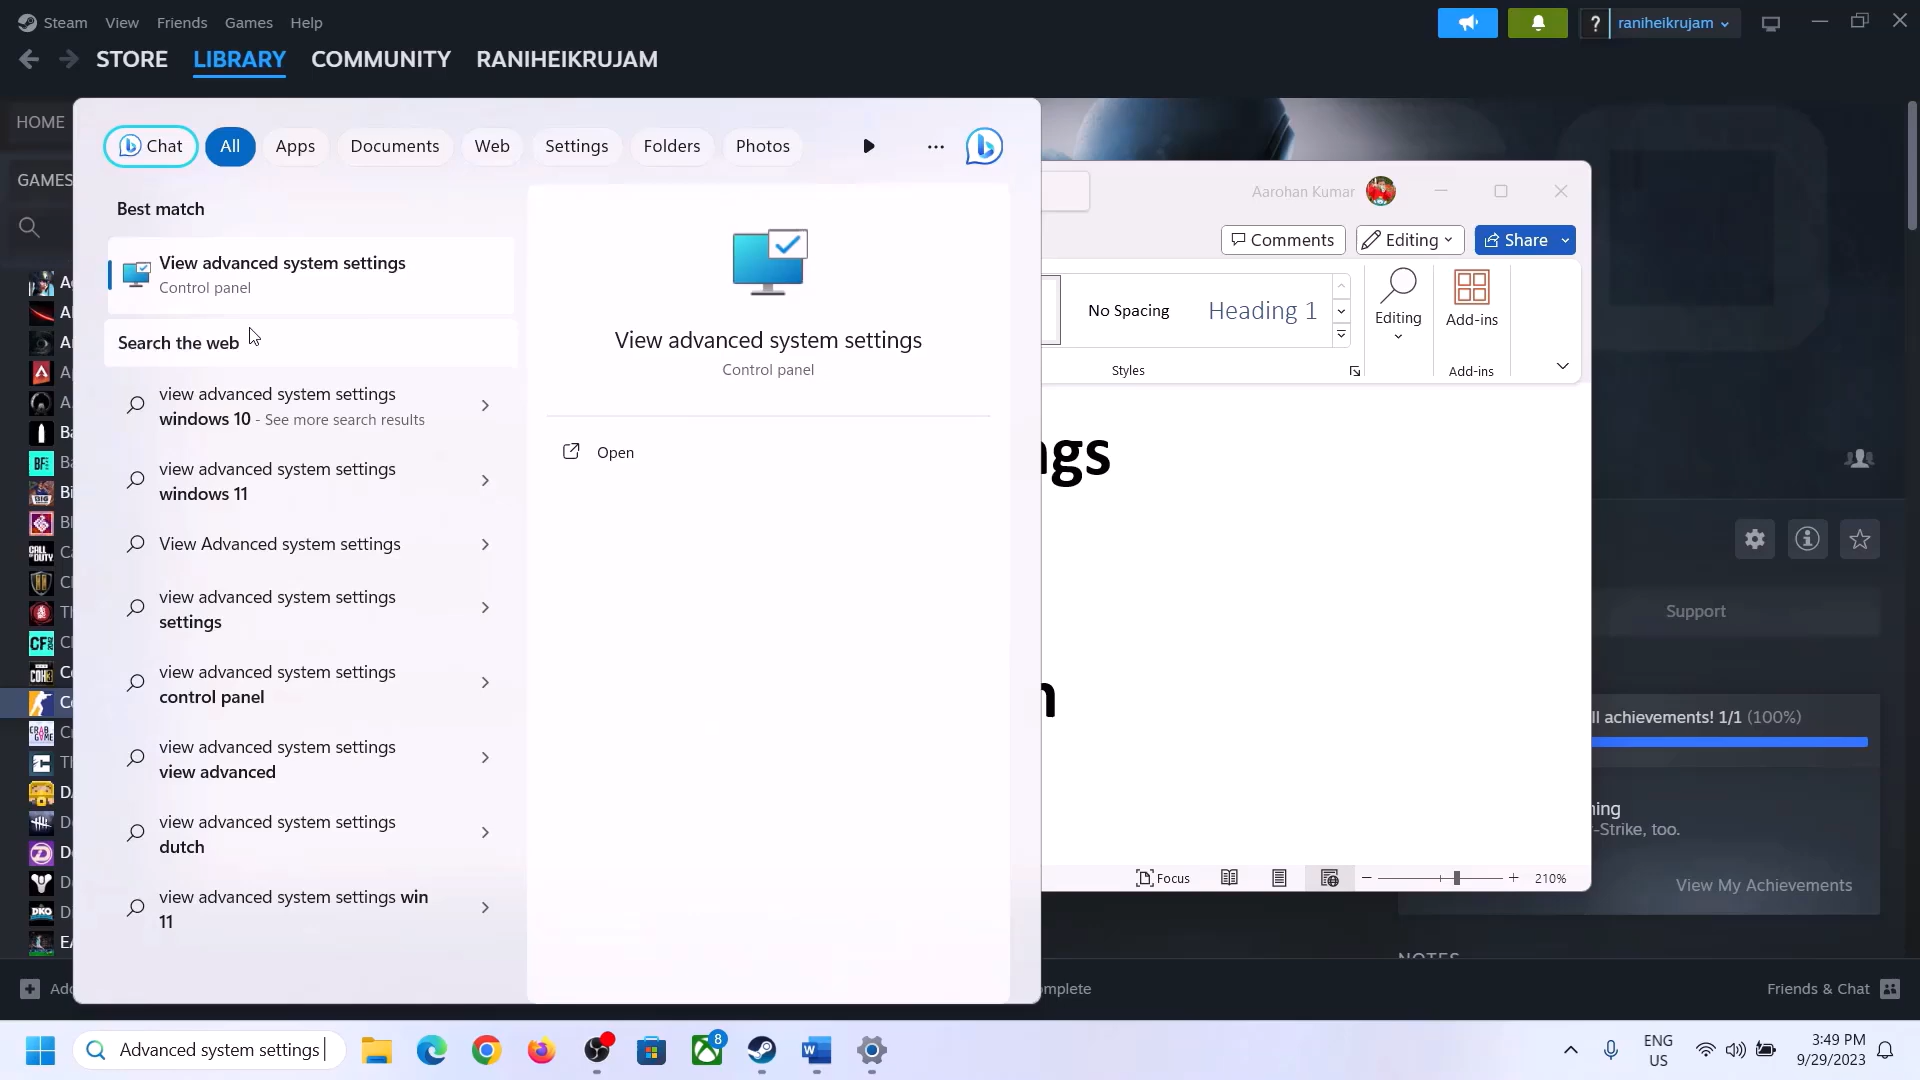 Steam View Friends Games Help
? raniheikrujam
STORE LIBRARY COMMUNITY RANIHEIKRUJAM
HOME
GAMES
Chat All Apps Documents Web Settings Folders Photos
Best match
View advanced system settings
Control panel
Search the web
view advanced system settings
windows 10 - See more search results
view advanced system settings
windows 11
View Advanced system settings
view advanced system settings
settings
view advanced system settings
control panel
view advanced system settings
view advanced
view advanced system settings
dutch
view advanced system settings win
11
View advanced system settings
Control panel
Open
Aarohan Kumar
Comments Editing Share
No Spacing Heading 1
Editing
Add-ins
Styles
Add-ins
ngs
n
Focus
210%
Support
ll achievements! 1/1 (100%)
ning
-Strike, too.
View My Achievements
NOTES
Add
mplete
Friends & Chat
Advanced system settings
8
ENG
US
3:49 PM
9/29/2023